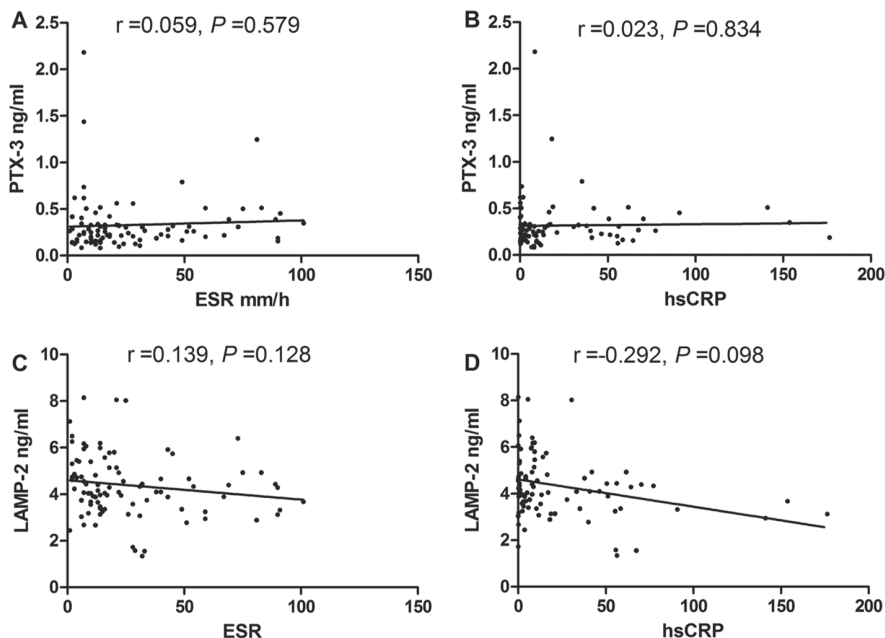 A
r =0.059, P =0.579
PTX-3 ng/ml
2.5
2.0
1.5
1.0
0.5
0.0
0
50
100
150
ESR mm/h
B
r =0.023, P =0.834
PTX-3 ng/ml
2.5
2.0
1.5
1.0
0.5
0.0
0
50
100
150
200
hsCRP
C
r =0.139, P =0.128
LAMP-2 ng/ml
10
8
6
4
2
0
0
50
100
150
ESR
D
r=-0.292, P =0.098
LAMP-2 ng/ml
10
8
6
4
2
0
0
50
100
150
200
hsCRP